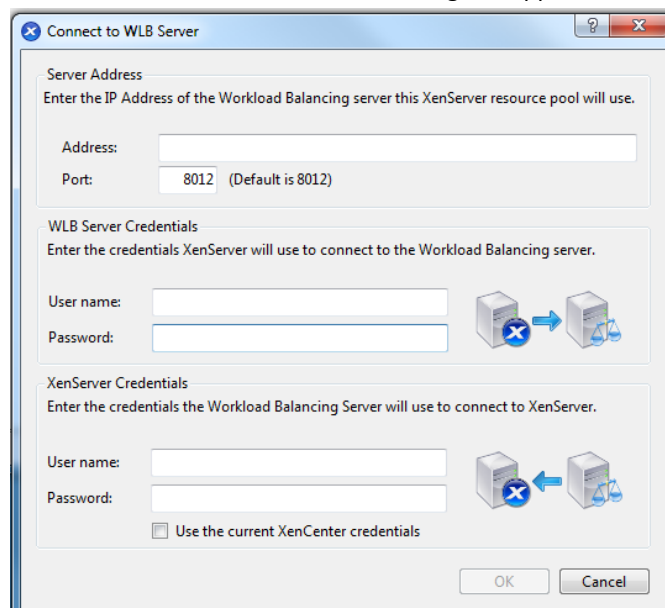 Connect to WLB Server
Server Address
Enter the IP Address of the Workload Balancing server this XenServer resource pool will use.
Address:
Port: 8012 (Default is 8012)
WLB Server Credentials
Enter the credentials XenServer will use to connect to the Workload Balancing server.
User name:
Password:
XenServer Credentials
Enter the credentials the Workload Balancing Server will use to connect to XenServer.
User name:
Password:
Use the current XenCenter credentials
OK Cancel